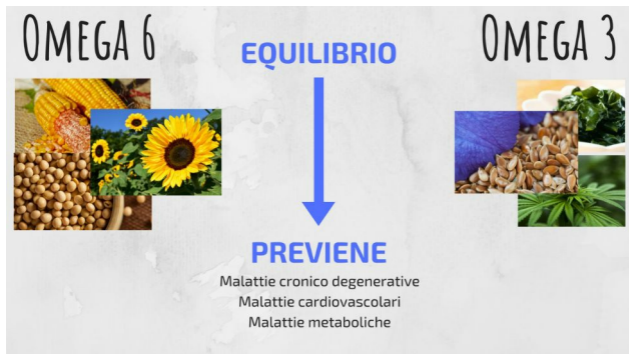 OMEGA 6
EQUILIBRIO
OMEGA 3
PREVIENE
Malattie cronico degenerative
Malattie cardiovascolari
Malattie metaboliche